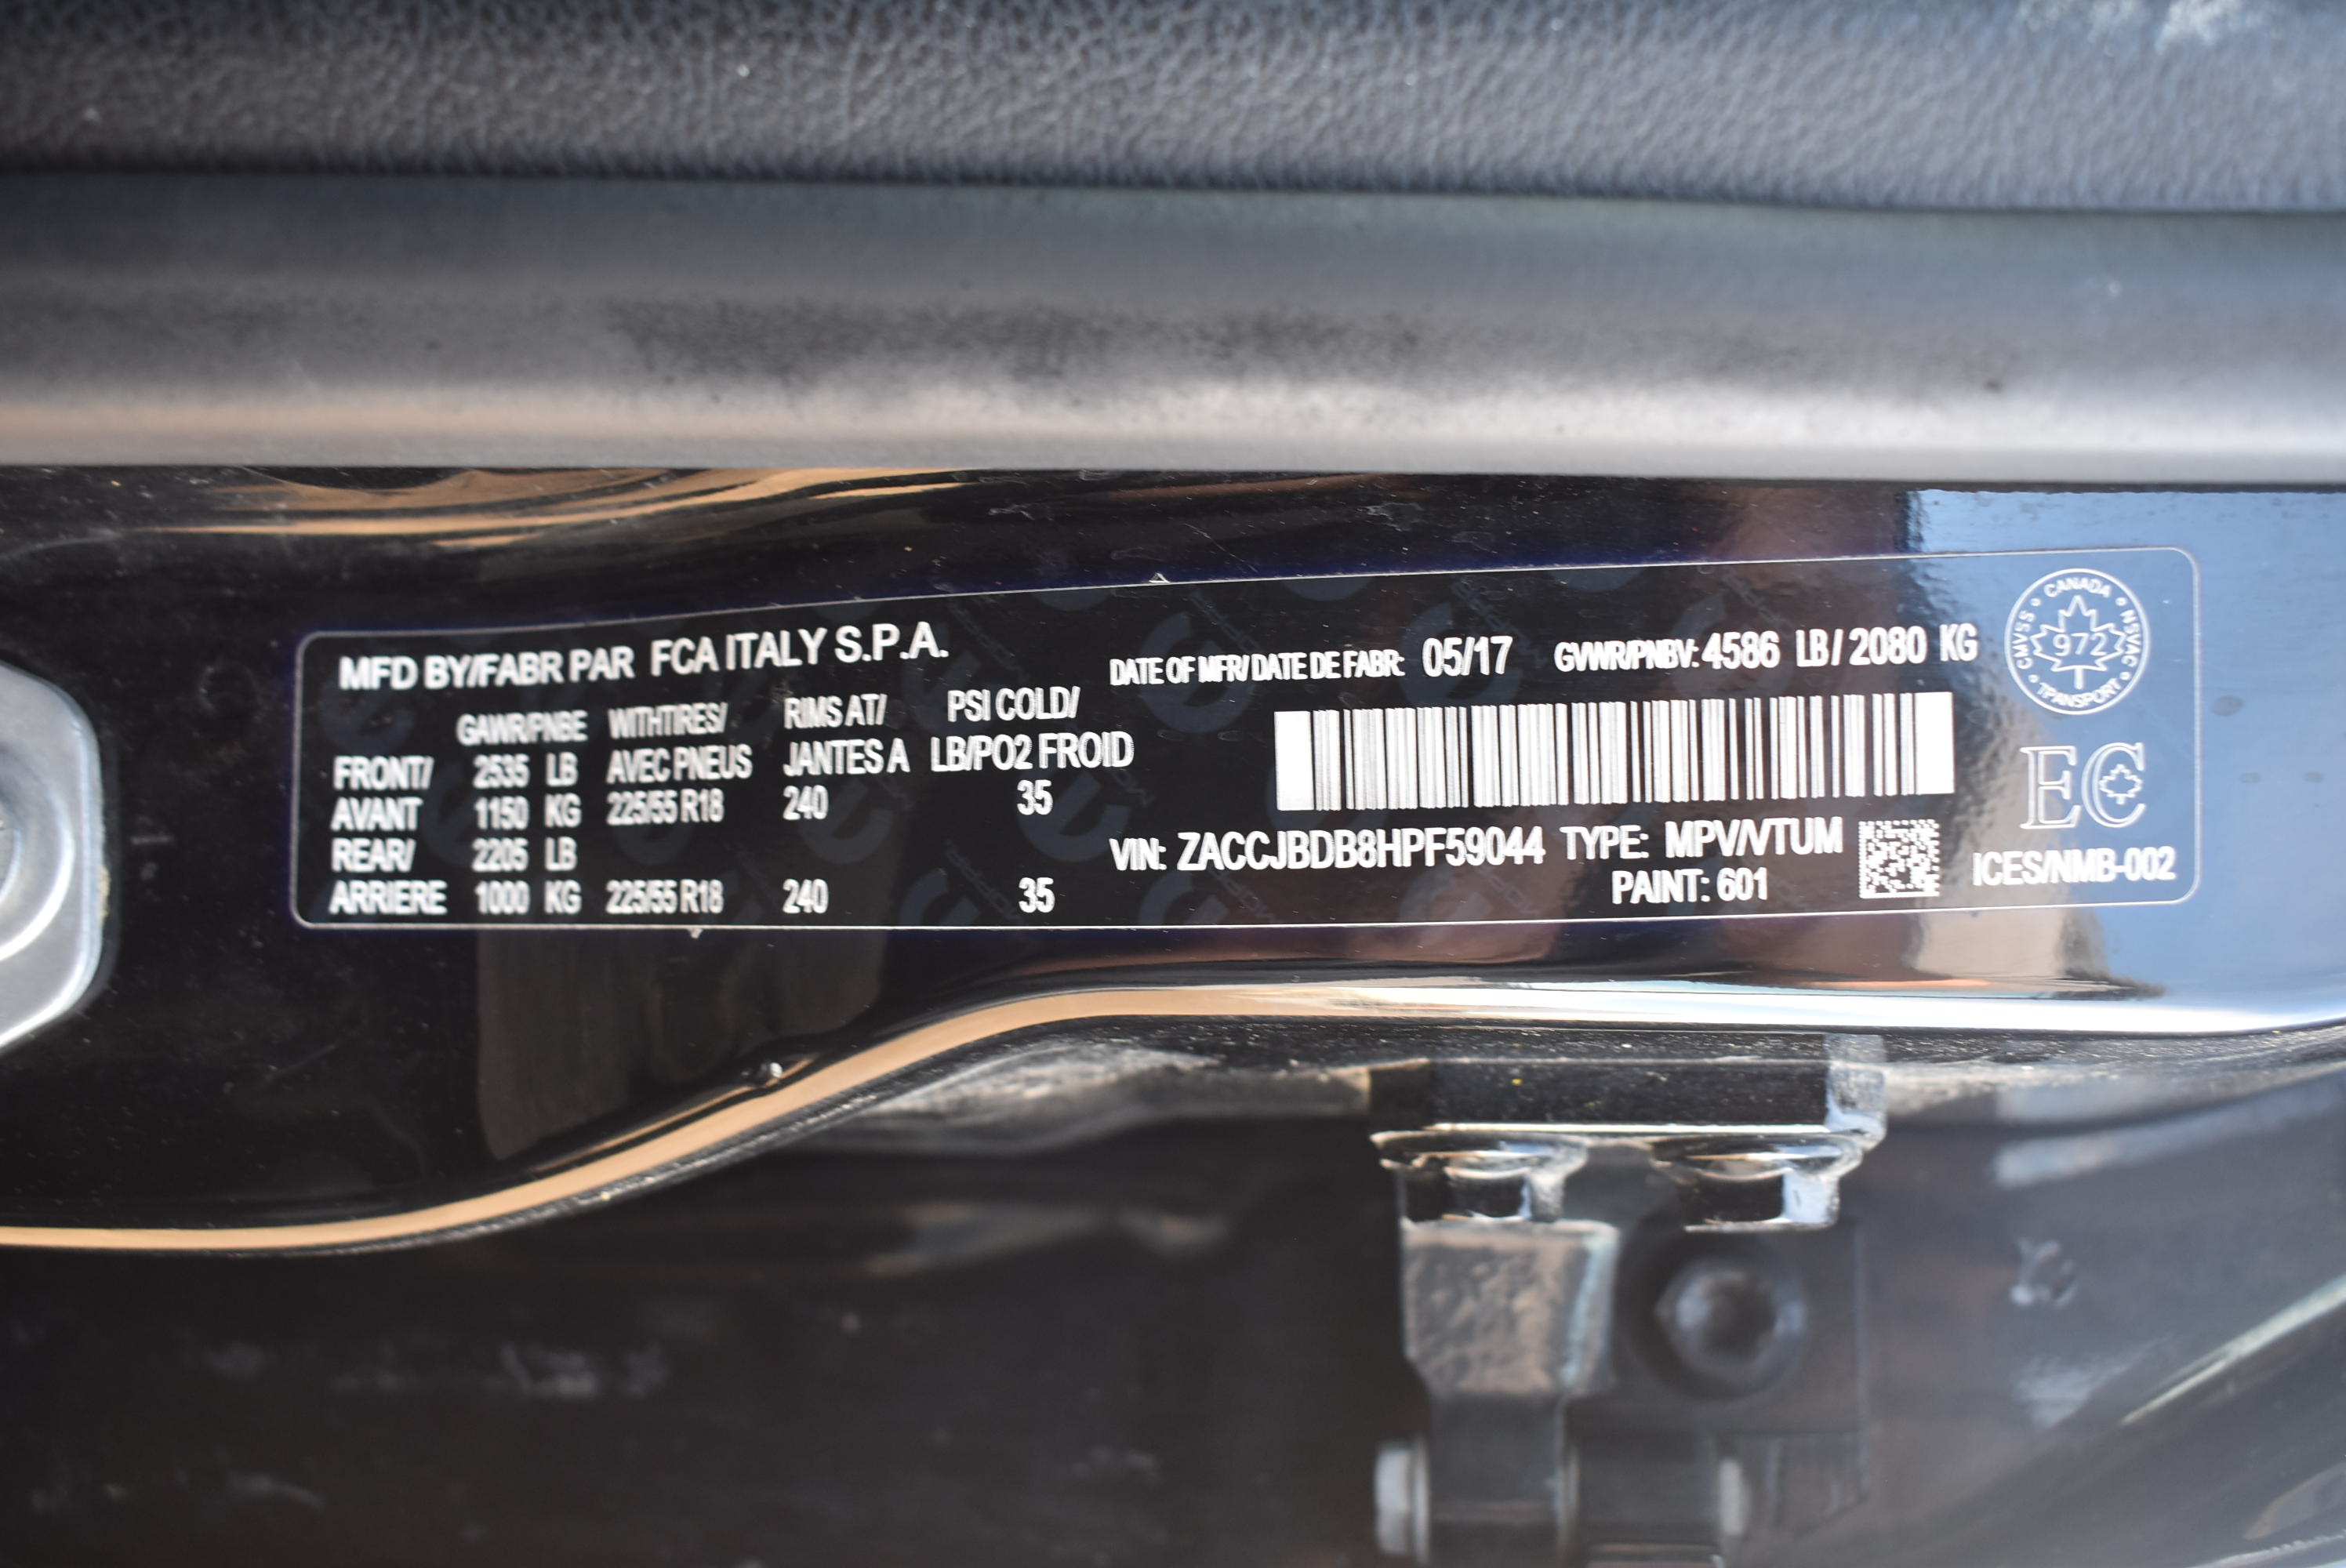 MFD BY/FABR PAR FCA ITALY S.P.A.
DATE OF MFR/DATE DE FABR: 05/17 GVWR/PNBV: 4586 LB / 2080 KG
GAWR/PNBE WITH TIRES/ RIMS AT/ PSI COLD/
FRONT/ 2535 LB AVEC PNEUS JANTES A LB/PO2 FROID
AVANT 1150 KG 225/55 R18 240 35
REAR/ 2205 LB
ARRIERE 1000 KG 225/55 R18 240 35
VIN: ZACCJBDB8HPF59044 TYPE: MPV/VTUM
PAINT: 601
CANADA
CMVSS 972 NVAC
TRANSPORT
EC
ICES/NMB-002